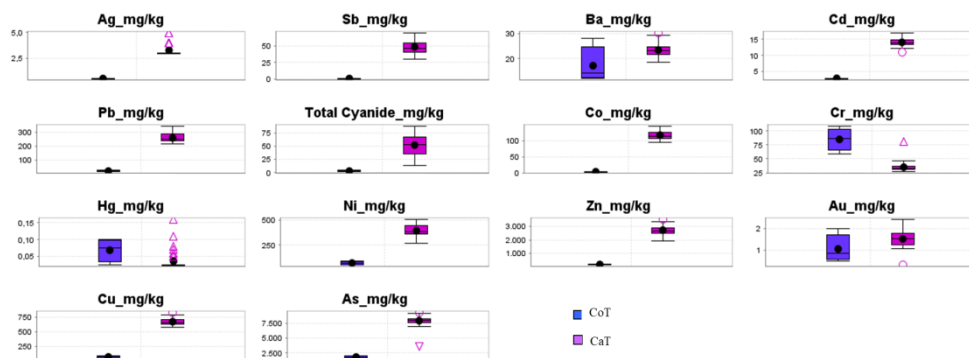 Ag_mg/kg
5,0
2,5
Sb_mg/kg
50
25
0
Ba_mg/kg
30
20
Cd_mg/kg
15
10
5
Pb_mg/kg
300
200
100
Total Cyanide_mg/kg
75
50
25
0
Co_mg/kg
100
50
0
Cr_mg/kg
100
75
50
25
Hg_mg/kg
0,15
0,10
0,05
Ni_mg/kg
500
250
Zn_mg/kg
3.000
2.000
1.000
Au_mg/kg
2
1
Cu_mg/kg
750
500
250
As_mg/kg
7.500
5.000
2.500
CoT
CaT